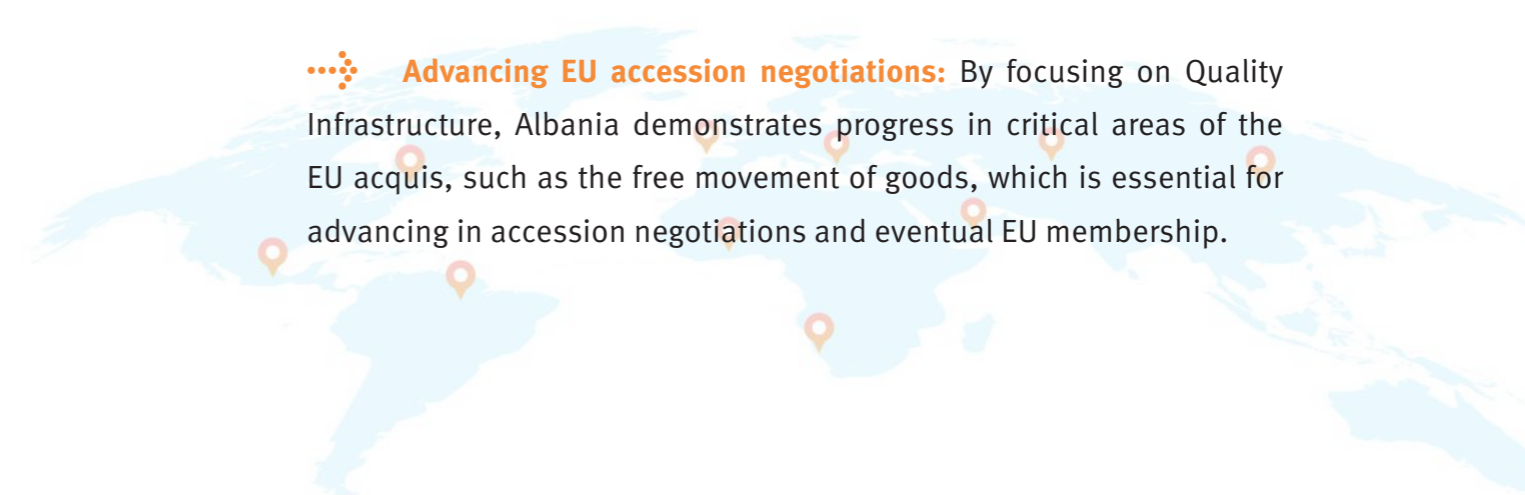 Advancing EU accession negotiations: By focusing on Quality
Infrastructure, Albania demonstrates progress in critical areas of the
EU acquis, such as the free movement of goods, which is essential for
advancing in accession negotiations and eventual EU membership.